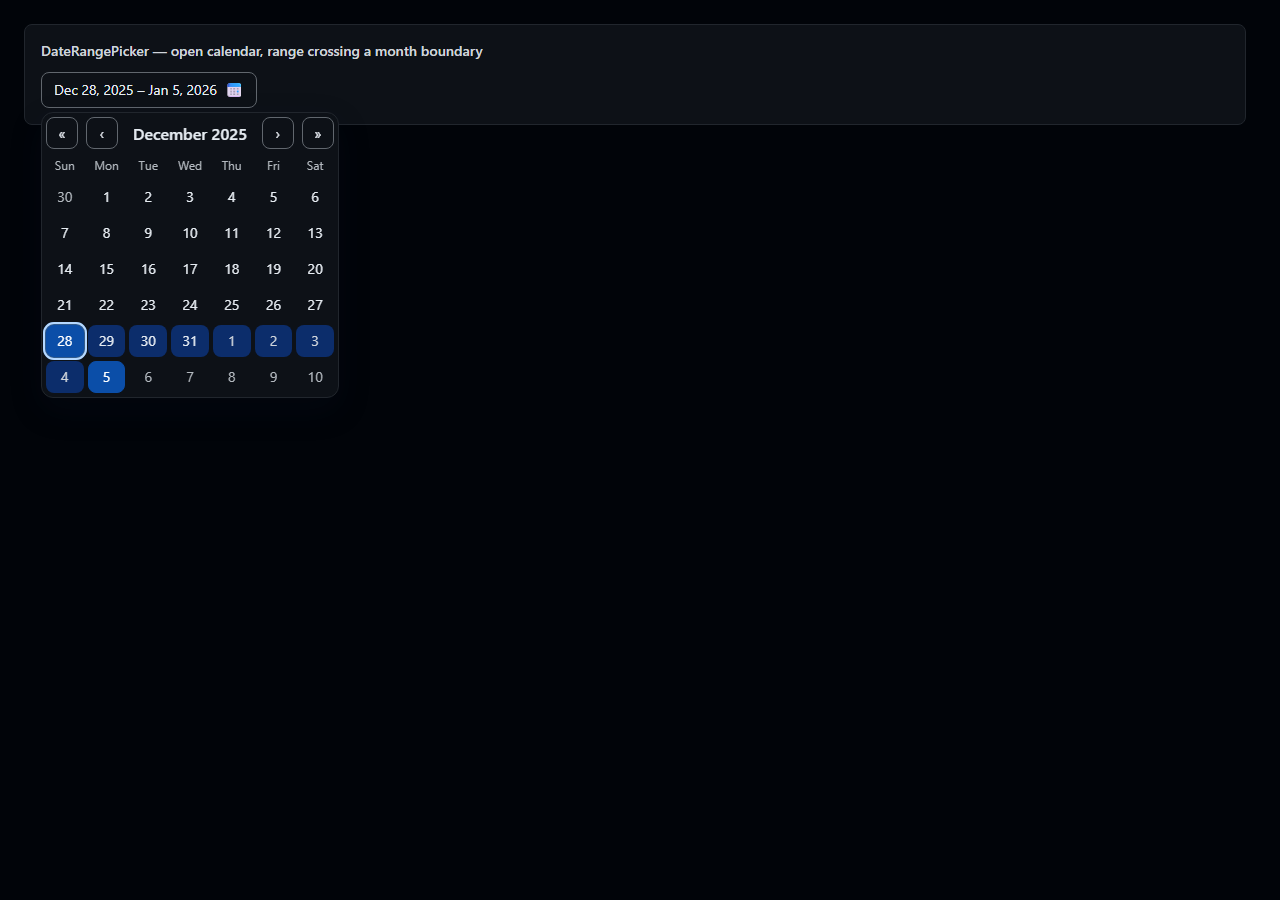 DateRangePicker — open calendar, range crossing a month boundary
Dec 28, 2025 – Jan 5, 2026
« ‹ December 2025 › »
Sun Mon Tue Wed Thu Fri Sat
30 1 2 3 4 5 6
7 8 9 10 11 12 13
14 15 16 17 18 19 20
21 22 23 24 25 26 27
28 29 30 31 1 2 3
4 5 6 7 8 9 10